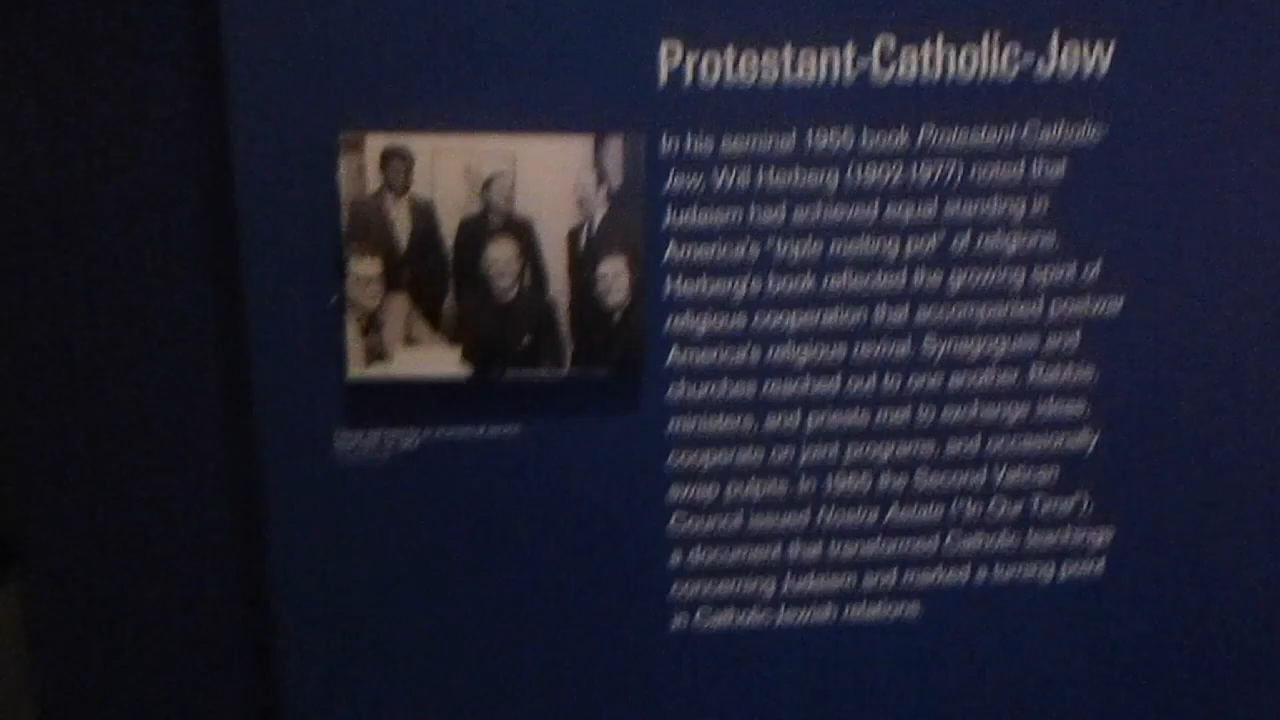 Protestant-Catholic-Jew
In his seminal 1955 book Protestant-Catholic-
Jew, Will Herberg (1902-1977) noted that
Judaism had achieved equal standing in
America's "triple melting pot" of religions.
Herberg's book reflected the growing spirit of
religious cooperation that accompanied postwar
America's religious revival. Synagogues and
churches reached out to one another. Rabbis,
ministers, and priests met to exchange ideas,
cooperate on joint programs, and occasionally
swap pulpits. In 1965 the Second Vatican
Council issued Nostra Aetate ("In Our Time"),
a document that transformed Catholic teachings
concerning Judaism and marked a turning point
in Catholic-Jewish relations.